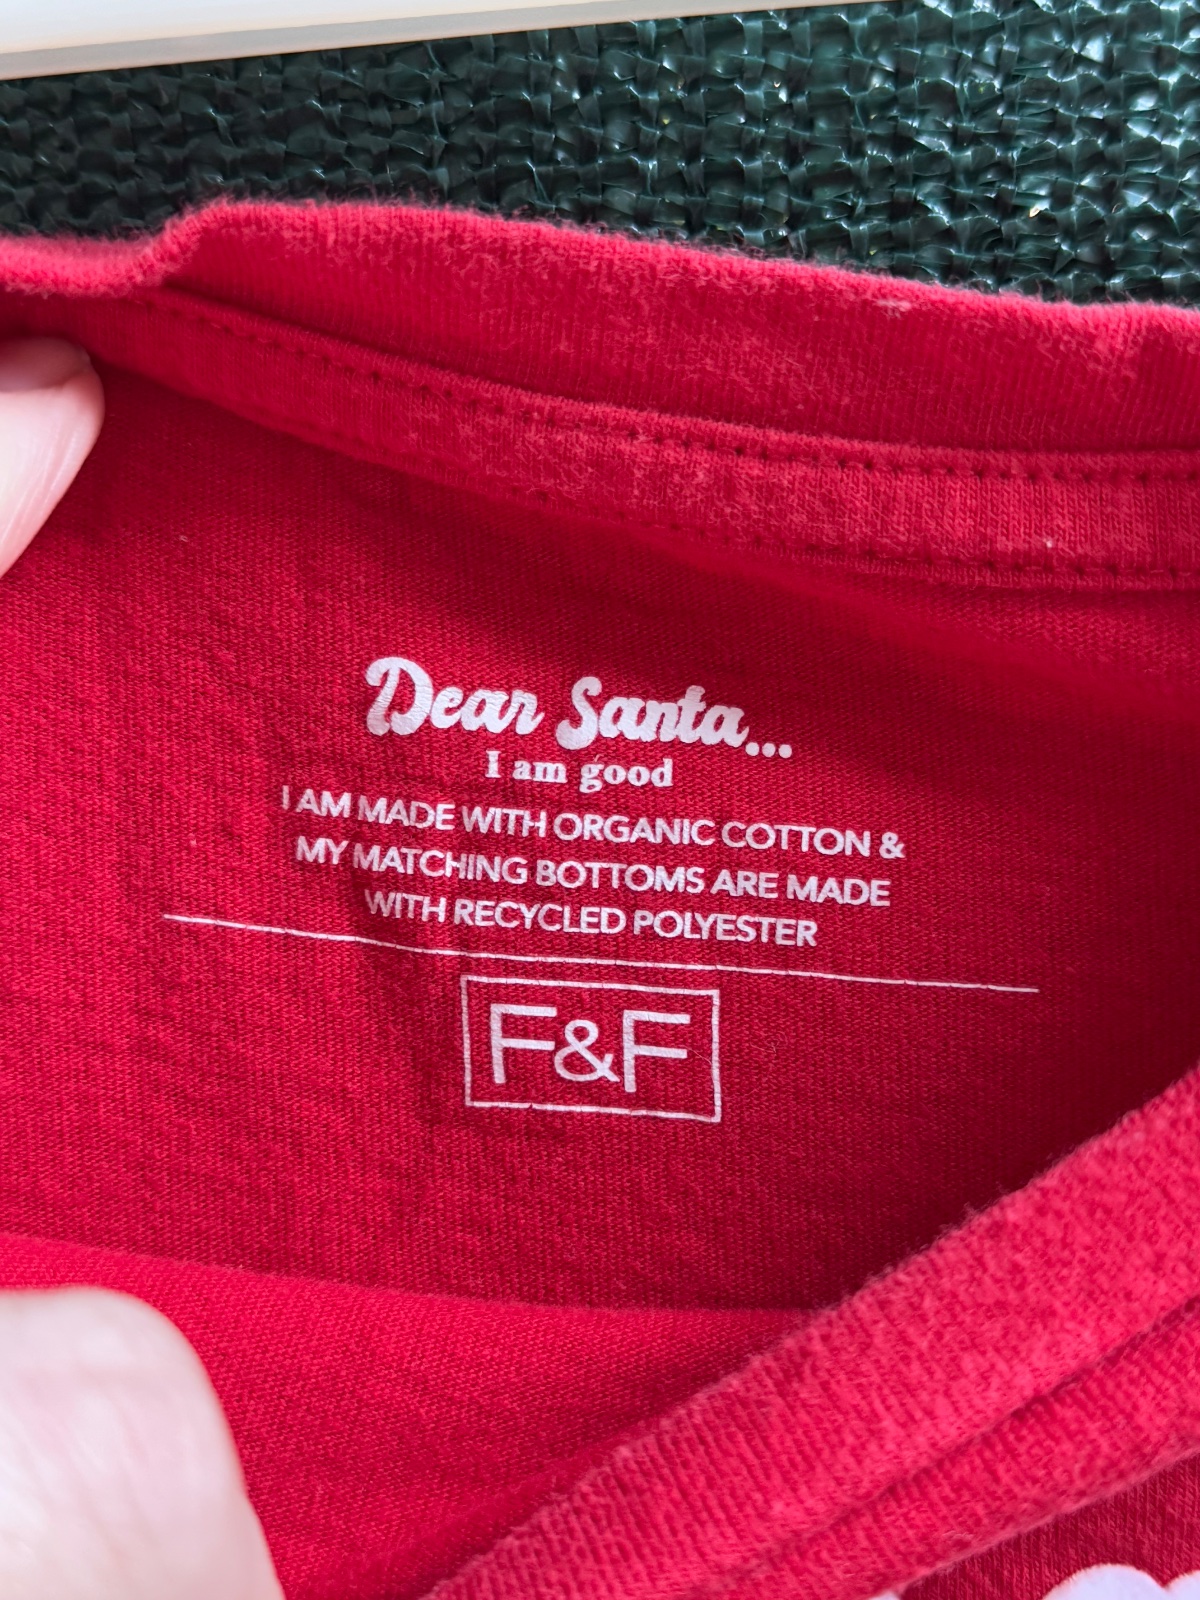 Dear Santa...
I am good
I AM MADE WITH ORGANIC COTTON &
MY MATCHING BOTTOMS ARE MADE
WITH RECYCLED POLYESTER
F&F